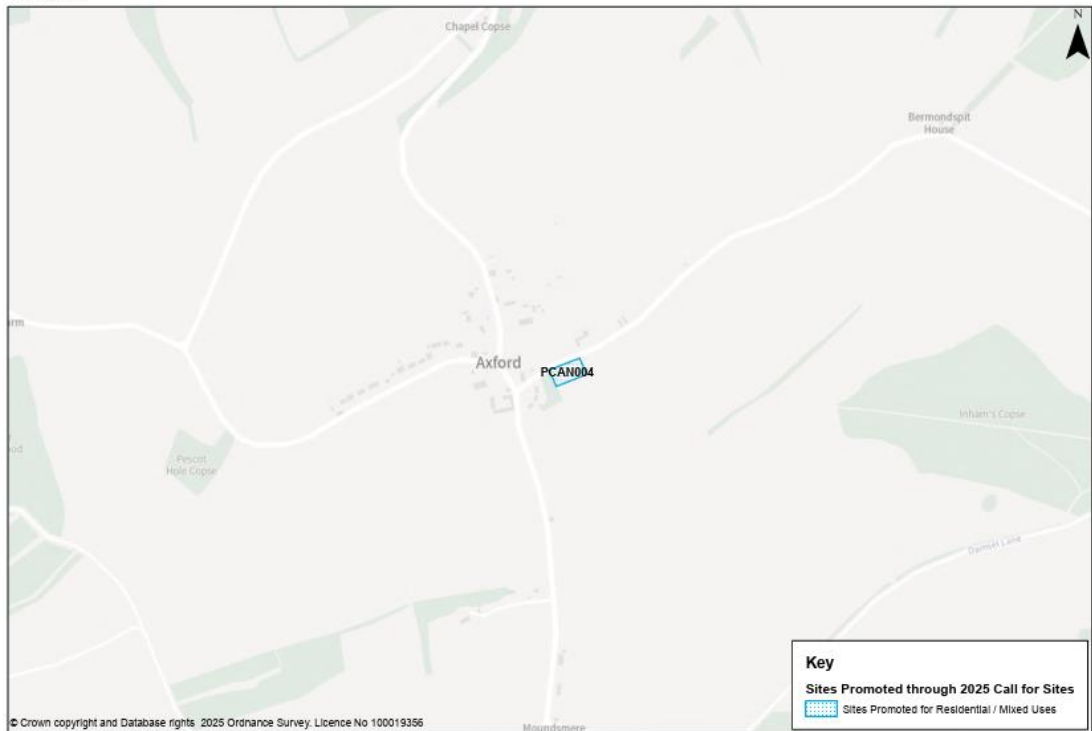 N
Chapel Copse
Bermondspit
House
Axford
PCAN004
Inham's Copse
Pescot
Hole Copse
Damsel Lane
Moundsmere
Key
Sites Promoted through 2025 Call for Sites
Sites Promoted for Residential / Mixed Uses
© Crown copyright and Database rights 2025 Ordnance Survey. Licence No 100019356